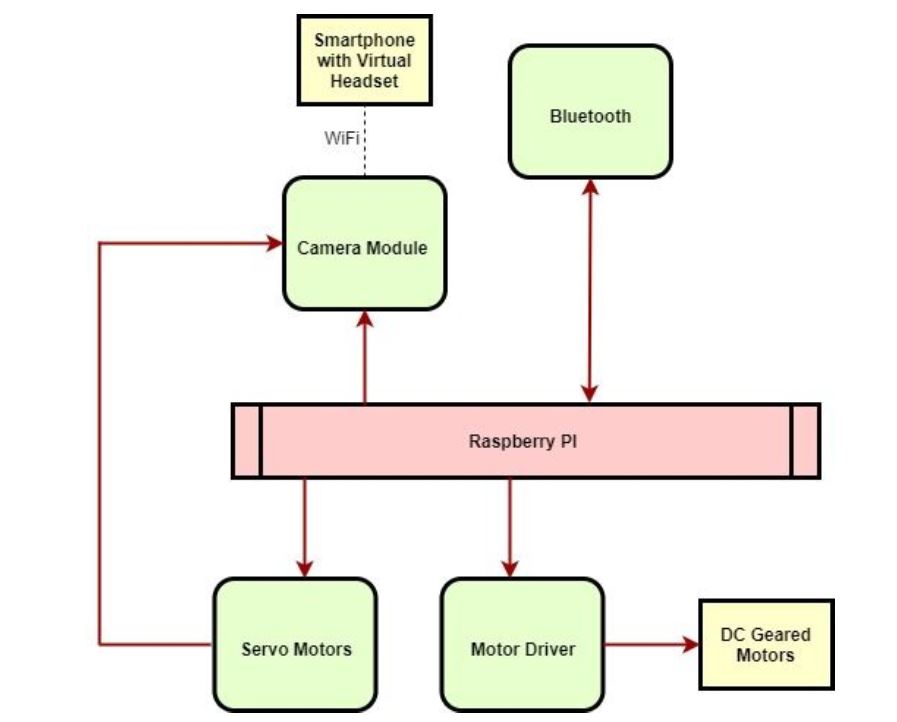 Smartphone
with Virtual
Headset
Bluetooth
WiFi
Camera Module
Raspberry PI
Servo Motors
Motor Driver
DC Geared
Motors